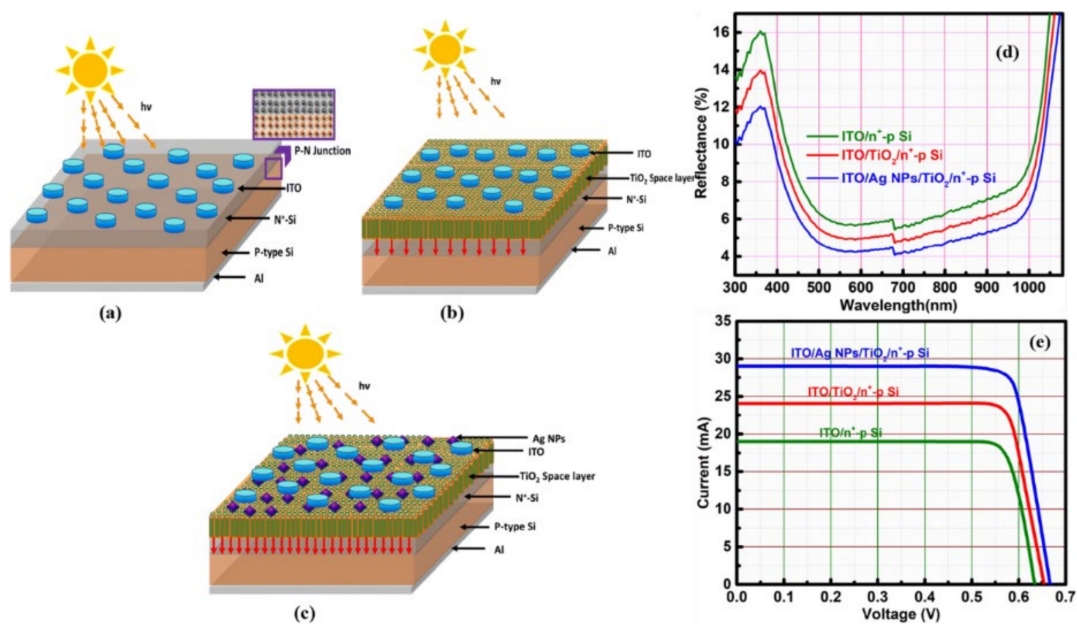 hv
P-N Junction
ITO
N⁺-Si
P-type Si
Al
(a)
hv
ITO
TiO₂ Space layer
N⁺-Si
P-type Si
Al
(b)
hv
Ag NPs
ITO
TiO₂ Space layer
N⁺-Si
P-type Si
Al
(c)
(d)
Reflectance (%)
16
14
12
10
8
6
4
ITO/n⁺-p Si
ITO/TiO₂/n⁺-p Si
ITO/Ag NPs/TiO₂/n⁺-p Si
300 400 500 600 700 800 900 1000
Wavelength(nm)
(e)
Current (mA)
35
30
25
20
15
10
5
0
ITO/Ag NPs/TiO₂/n⁺-p Si
ITO/TiO₂/n⁺-p Si
ITO/n⁺-p Si
0.0 0.1 0.2 0.3 0.4 0.5 0.6 0.7
Voltage (V)